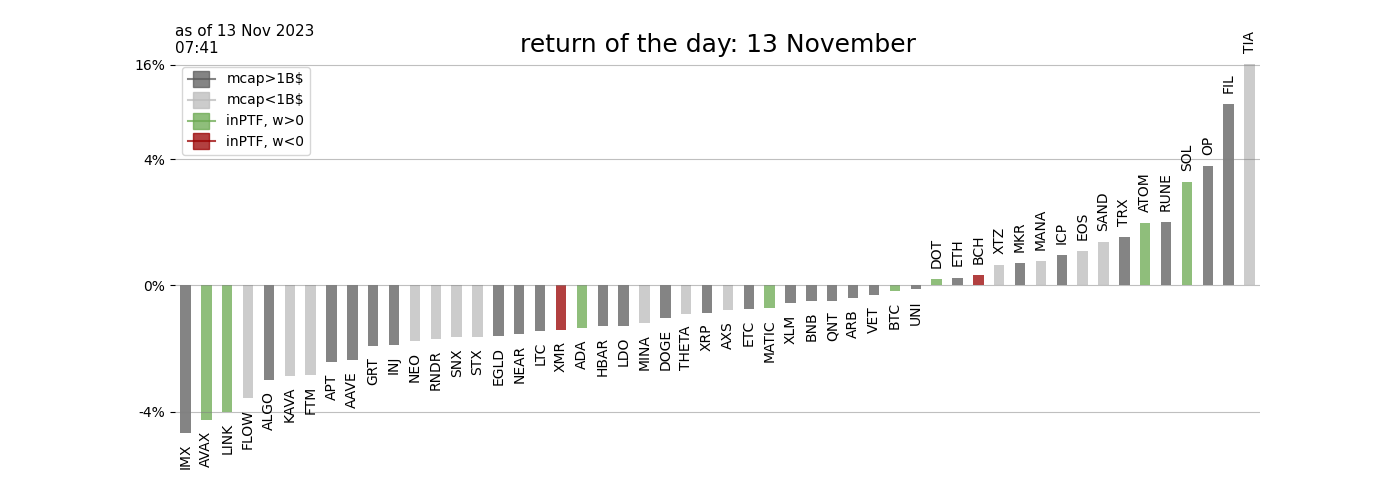 as of 13 Nov 2023
07:41
return of the day: 13 November
16%
4%
0%
-4%
mcap>1B$
mcap<1B$
inPTF, w>0
inPTF, w<0
IMX
AVAX
LINK
FLOW
ALGO
KAVA
FTM
APT
AAVE
GRT
INJ
NEO
RNDR
SNX
STX
EGLD
NEAR
LTC
XMR
ADA
HBAR
LDO
MINA
DOGE
THETA
XRP
AXS
ETC
MATIC
XLM
BNB
QNT
ARB
VET
BTC
UNI
DOT
ETH
BCH
XTZ
MKR
MANA
ICP
EOS
SAND
TRX
ATOM
RUNE
SOL
OP
FIL
TIA